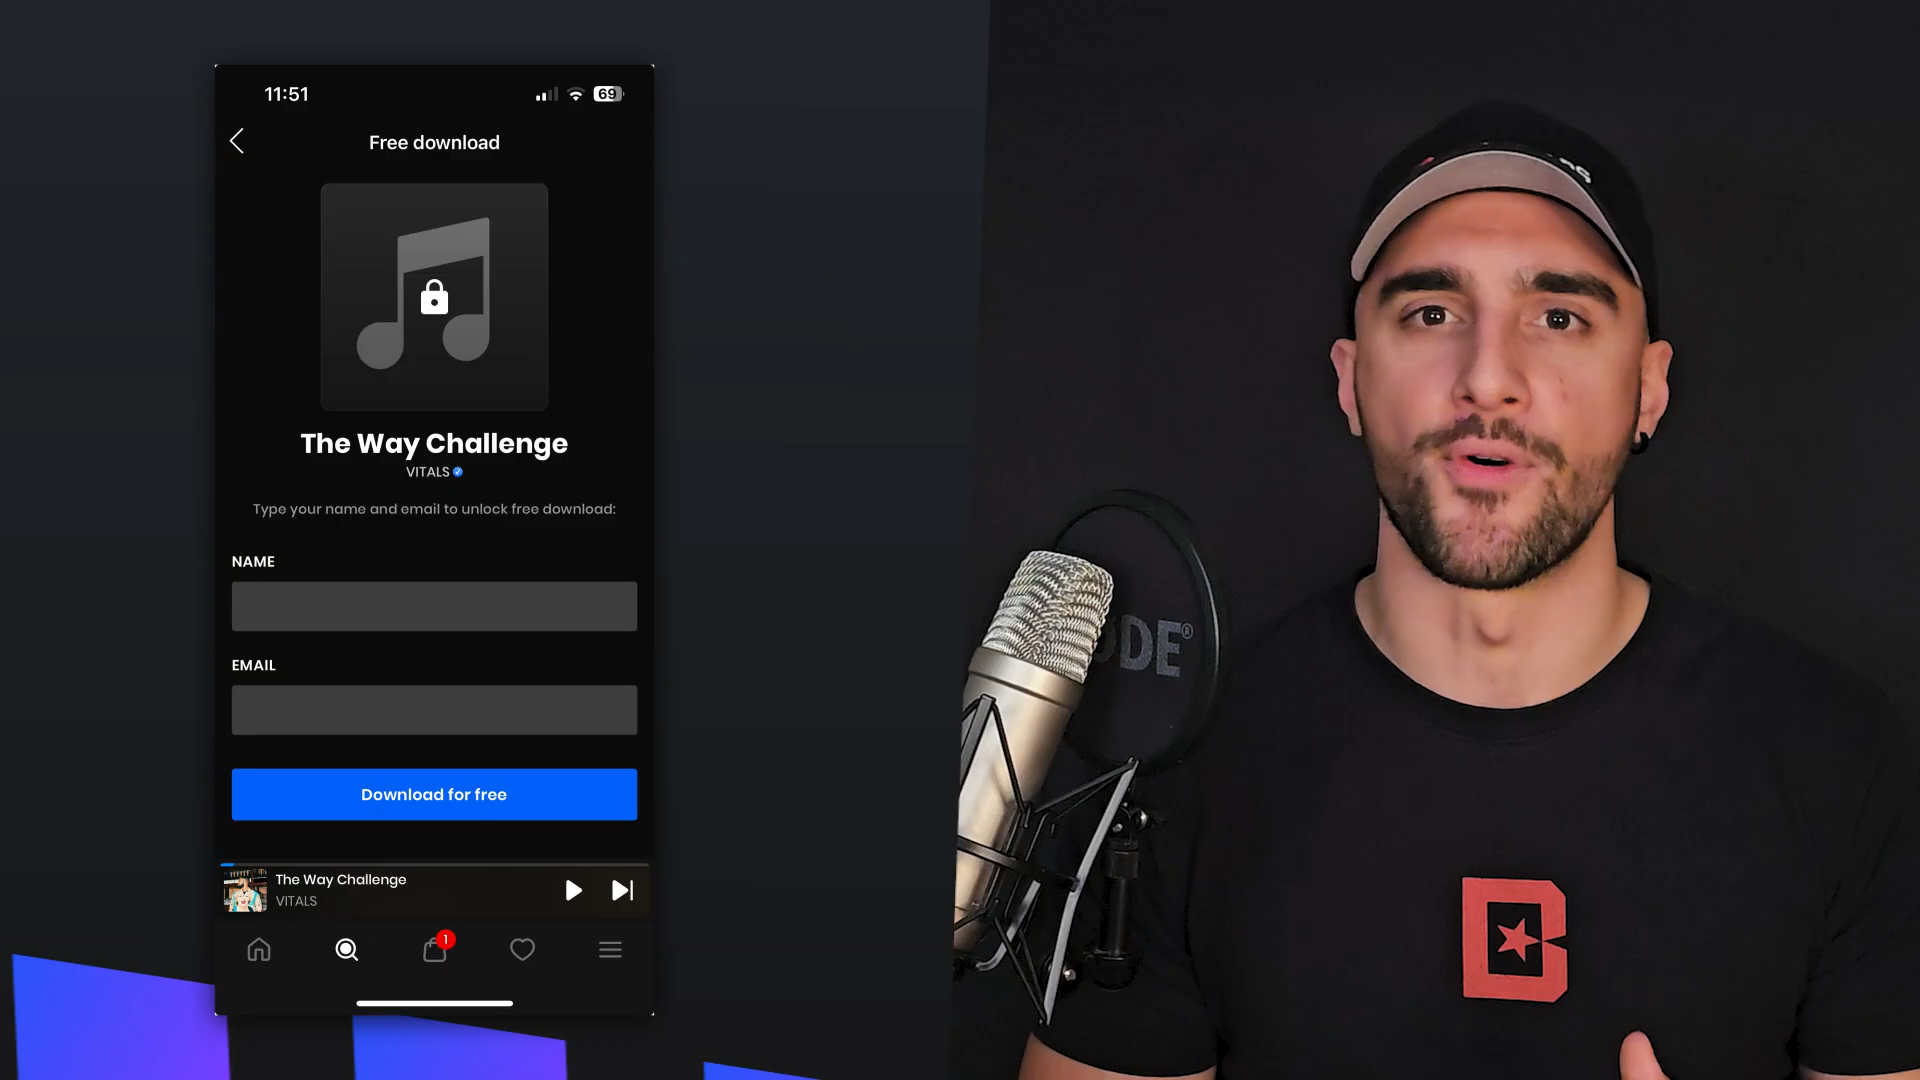 11:51
69
Free download
The Way Challenge
VITALS
Type your name and email to unlock free download:
NAME
EMAIL
Download for free
The Way Challenge
VITALS
1
DE®
B